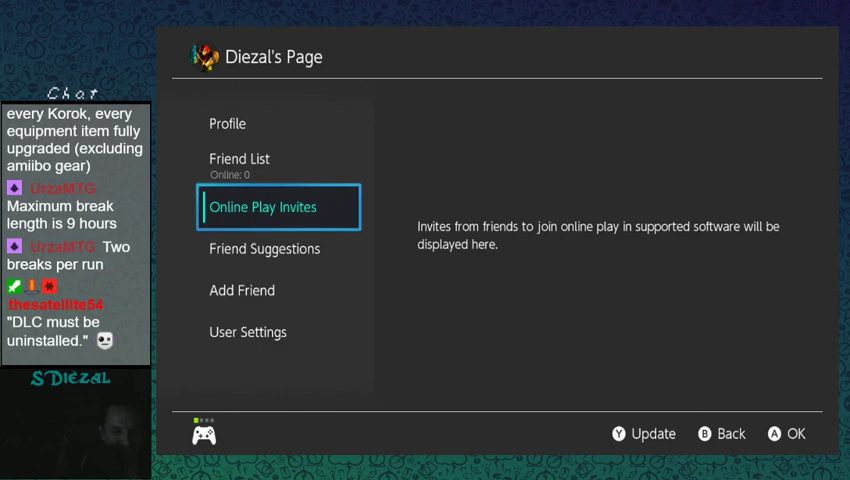 Diezal's Page
Chat
every Korok, every
equipment item fully
upgraded (excluding
amiibo gear)
UrzaMTG
Maximum break
length is 9 hours
UrzaMTG Two
breaks per run
thesatellite54
"DLC must be
uninstalled."
SDIEZAL
Profile
Friend List
Online: 0
Online Play Invites
Friend Suggestions
Add Friend
User Settings
Invites from friends to join online play in supported software will be
displayed here.
Y Update B Back A OK